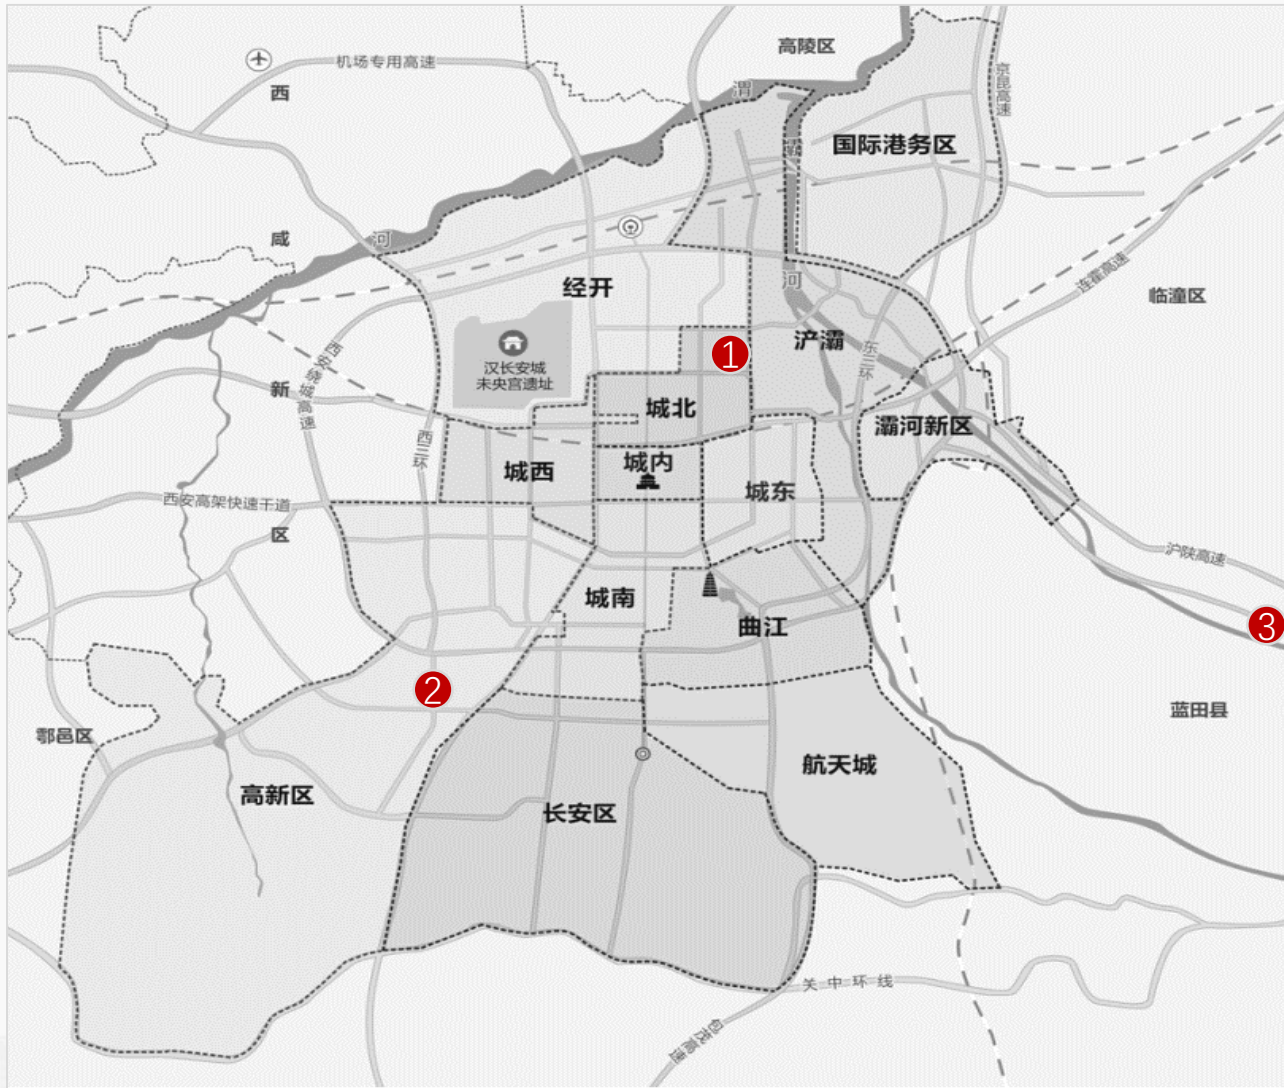 高陵区
机场专用高速
京昆高速
西
渭
灞
国际港务区
咸
河
连霍高速
河
经开
临潼区
浐灞
东三环
汉长安城
未央宫遗址
西安绕城高速
1
新
城北
灞河新区
西三环
城内
城西
城东
西安高架快速干道
区
沪陕高速
城南
曲江
3
2
蓝田县
鄠邑区
航天城
高新区
长安区
关中环线
包茂高速